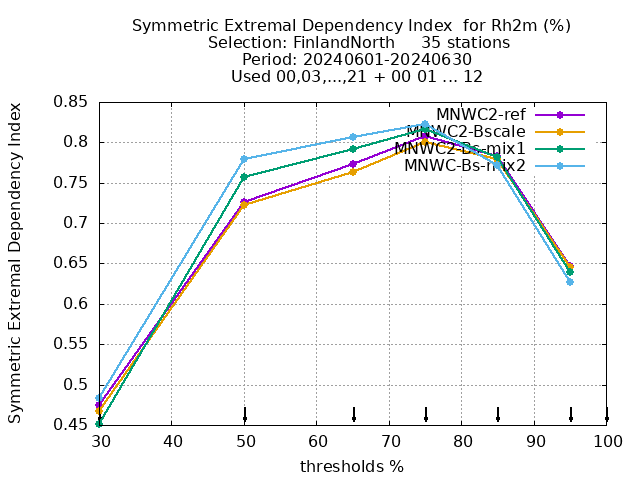 Symmetric Extremal Dependency Index  for Rh2m (%)
Selection: FinlandNorth     35 stations
Period: 20240601-20240630
Used 00,03,...,21 + 00 01 ... 12
Symmetric Extremal Dependency Index
0.85
0.8
0.75
0.7
0.65
0.6
0.55
0.5
0.45
MNWC2-ref
MNWC2-Bscale
MNWC2-Bs-mix1
MNWC-Bs-mix2
30 40 50 60 70 80 90 100
thresholds %